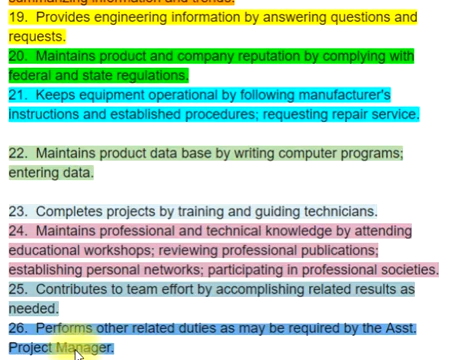 summarizing information and trends.
19. Provides engineering information by answering questions and
requests.
20. Maintains product and company reputation by complying with
federal and state regulations.
21. Keeps equipment operational by following manufacturer's
instructions and established procedures; requesting repair service.
22. Maintains product data base by writing computer programs;
entering data.
23. Completes projects by training and guiding technicians.
24. Maintains professional and technical knowledge by attending
educational workshops; reviewing professional publications;
establishing personal networks; participating in professional societies.
25. Contributes to team effort by accomplishing related results as
needed.
26. Performs other related duties as may be required by the Asst.
Project Manager.